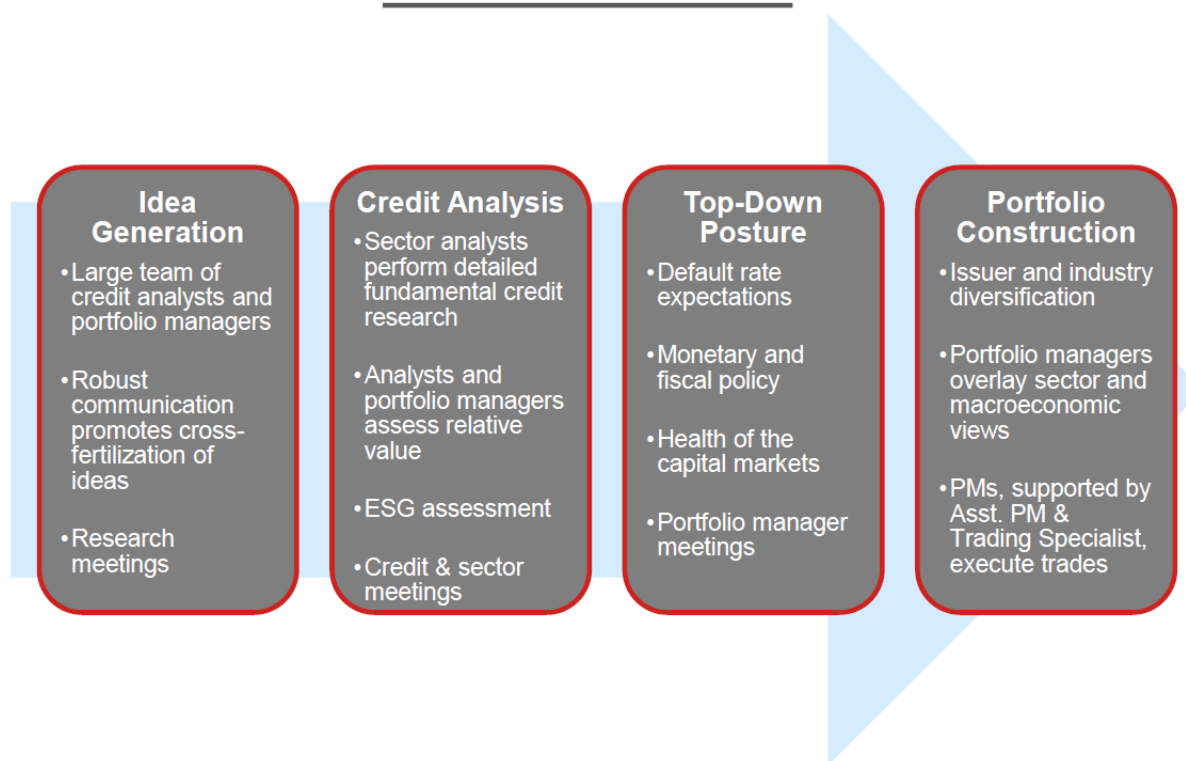 Idea
Generation
•Large team of
credit analysts and
portfolio managers
•Robust
communication
promotes cross-
fertilization of
ideas
•Research
meetings
Credit Analysis
•Sector analysts
perform detailed
fundamental credit
research
•Analysts and
portfolio managers
assess relative
value
•ESG assessment
•Credit & sector
meetings
Top-Down
Posture
•Default rate
expectations
•Monetary and
fiscal policy
•Health of the
capital markets
•Portfolio manager
meetings
Portfolio
Construction
•Issuer and industry
diversification
•Portfolio managers
overlay sector and
macroeconomic
views
•PMs, supported by
Asst. PM &
Trading Specialist,
execute trades